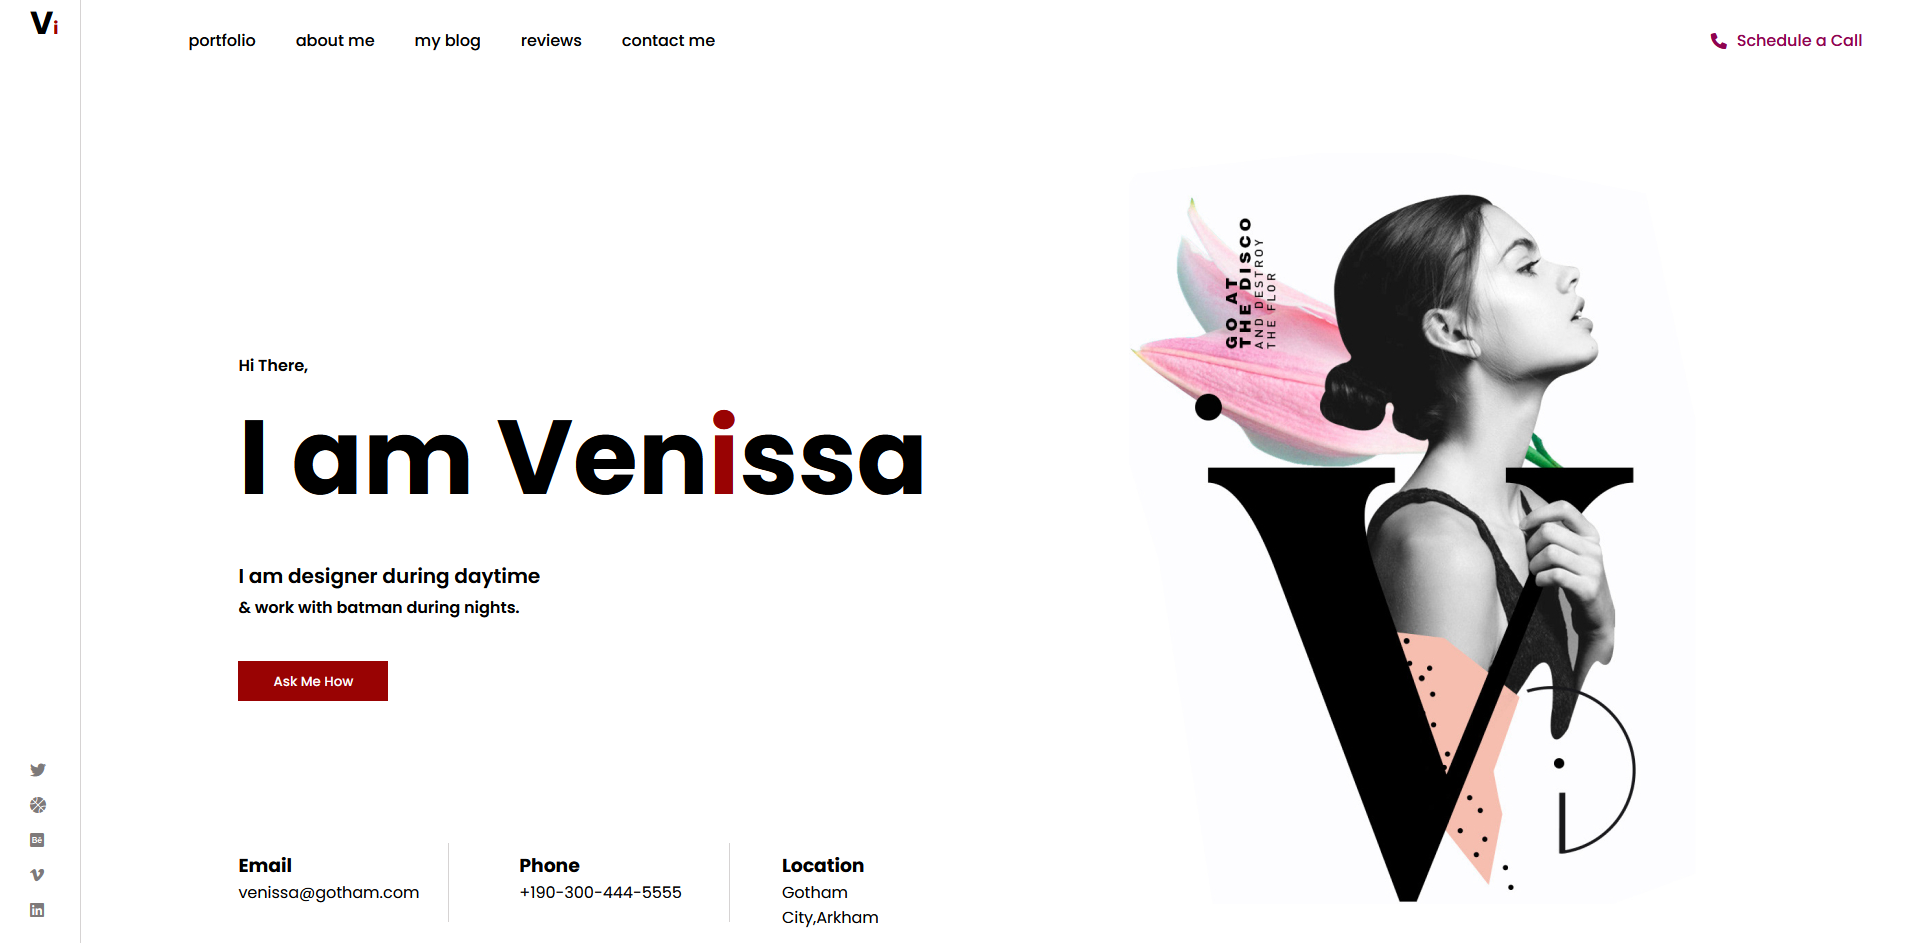 Vi
portfolio about me my blog reviews contact me
Schedule a Call
GO AT
THE DISCO
AND DESTROY
THE FLOR
Hi There,
I am Venissa
I am designer during daytime
& work with batman during nights.
Ask Me How
Bē
in
Email
venissa@gotham.com
Phone
+190-300-444-5555
Location
Gotham
City,Arkham
V
i